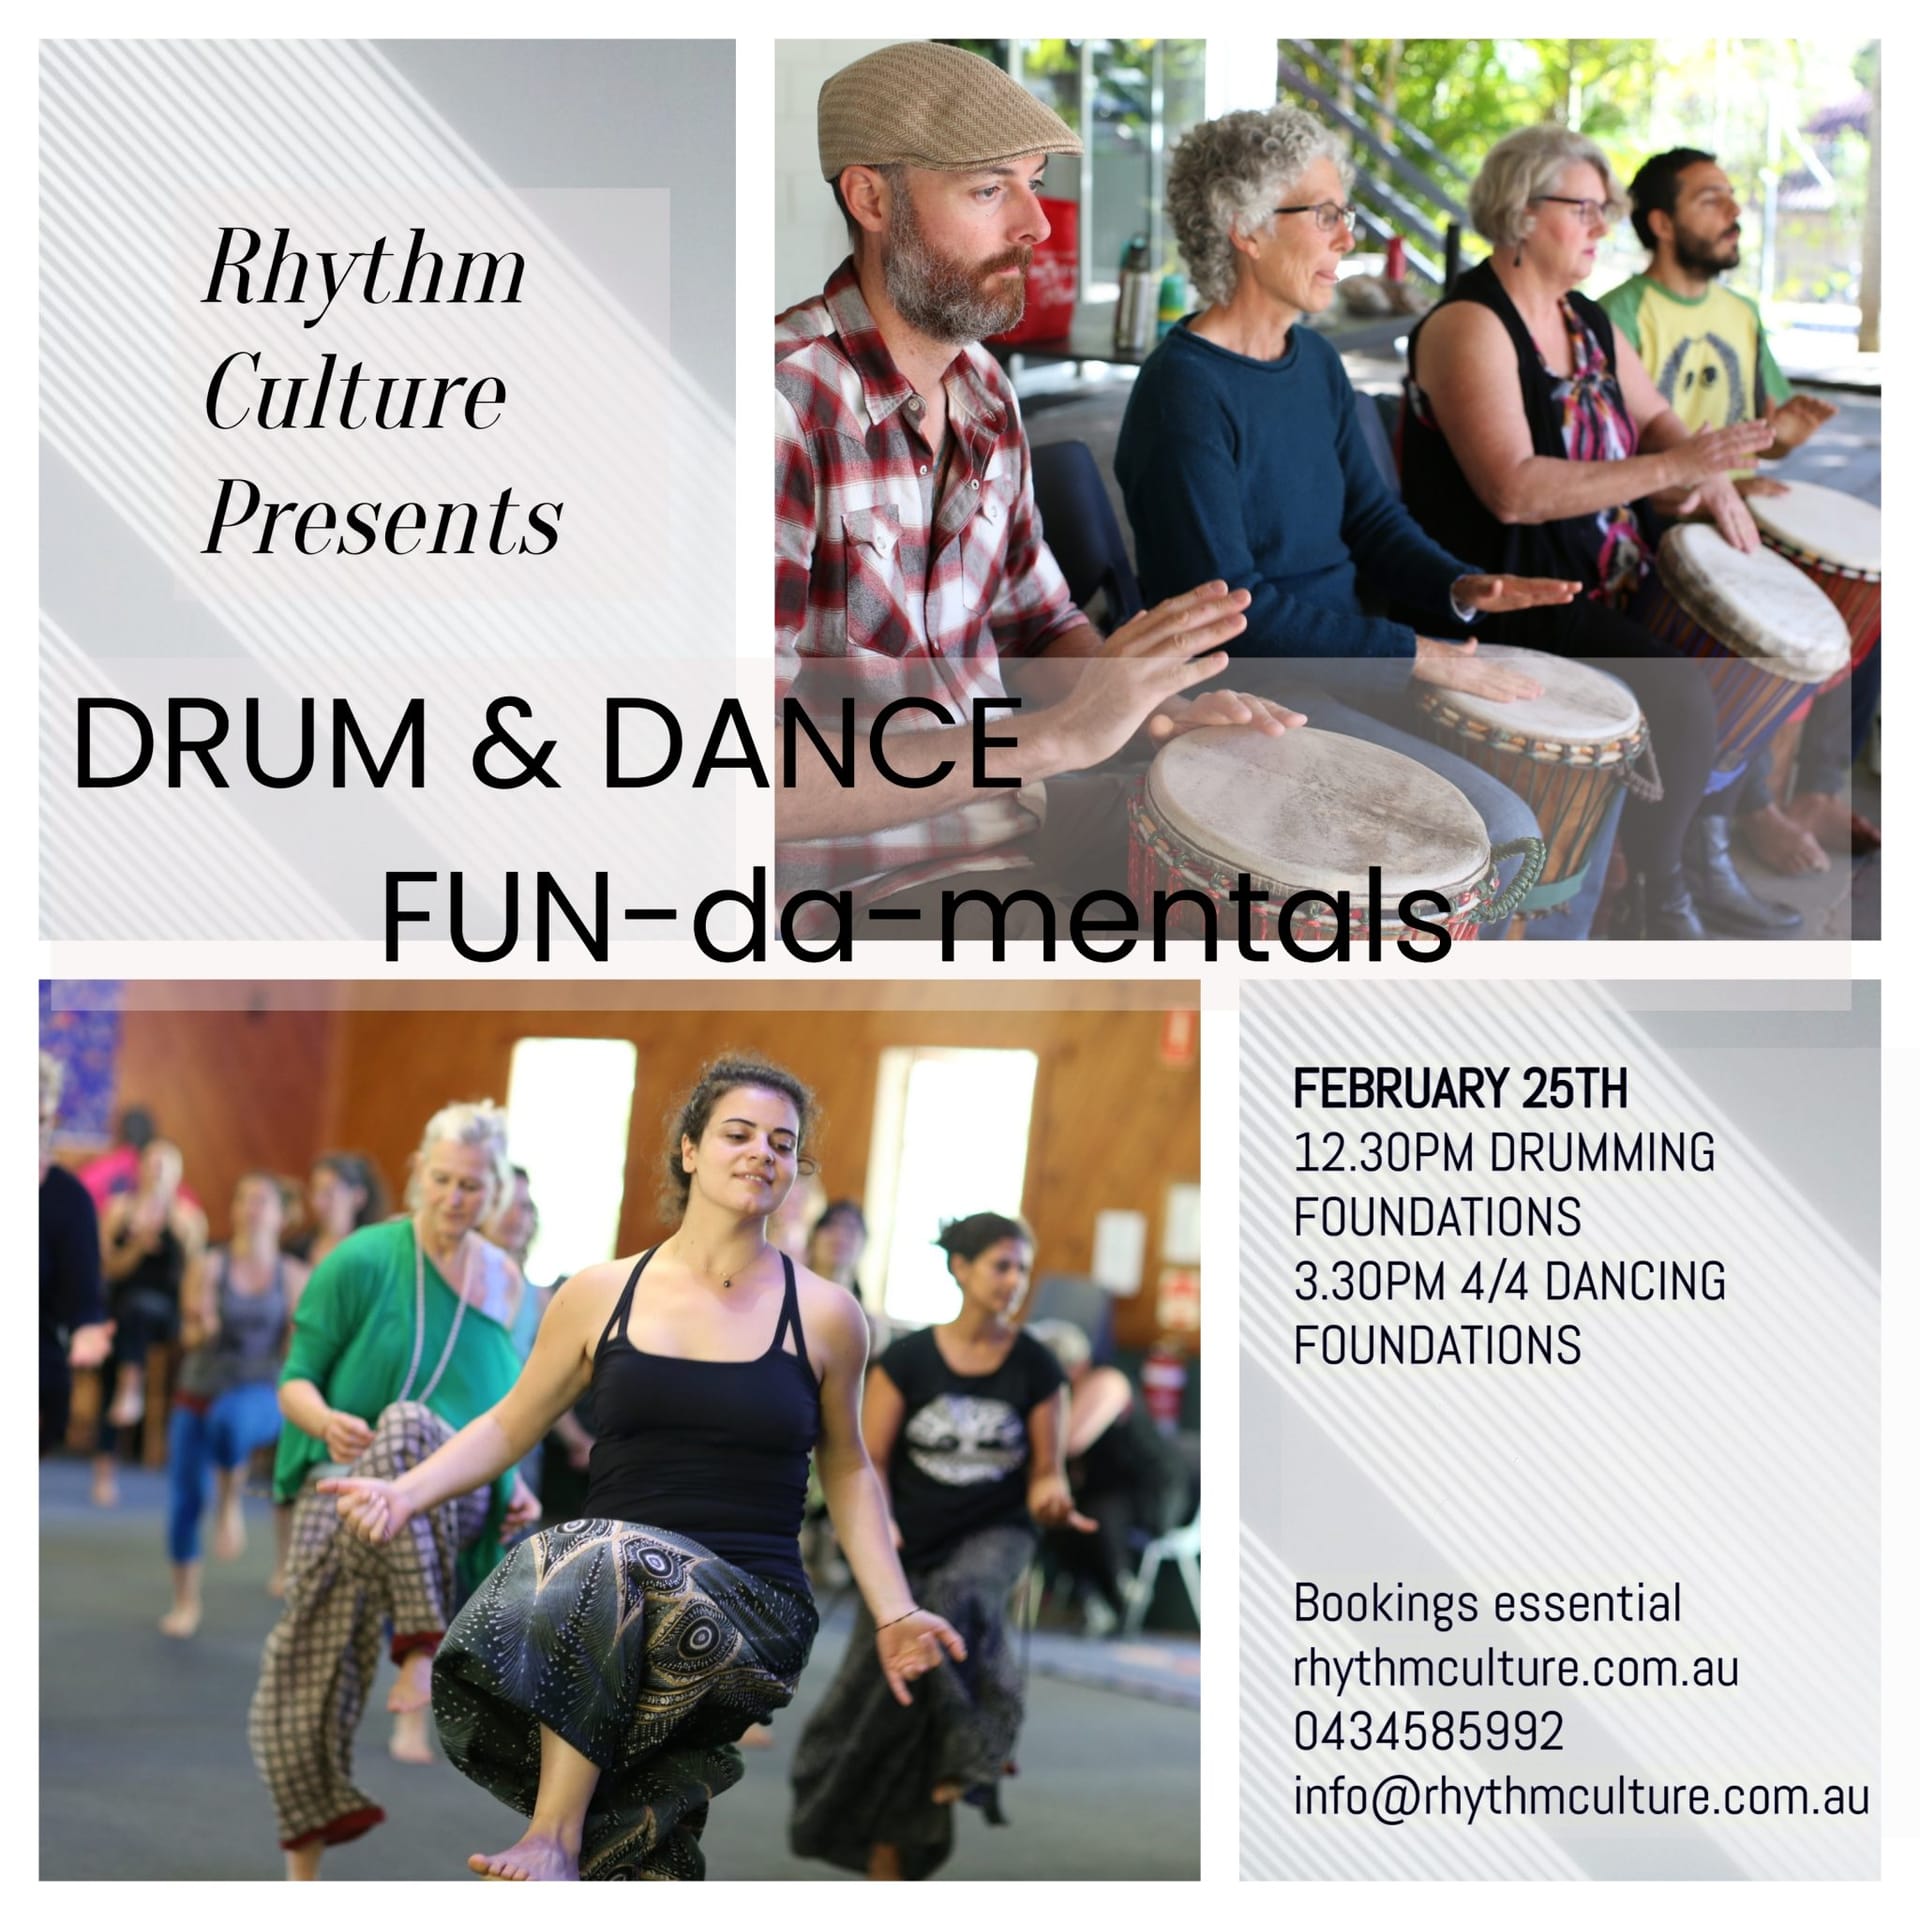 Rhythm
Culture
Presents
DRUM & DANCE
FUN-da-mentals
FEBRUARY 25TH
12.30PM DRUMMING
FOUNDATIONS
3.30PM 4/4 DANCING
FOUNDATIONS
Bookings essential
rhythmculture.com.au
0434585992
info@rhythmculture.com.au